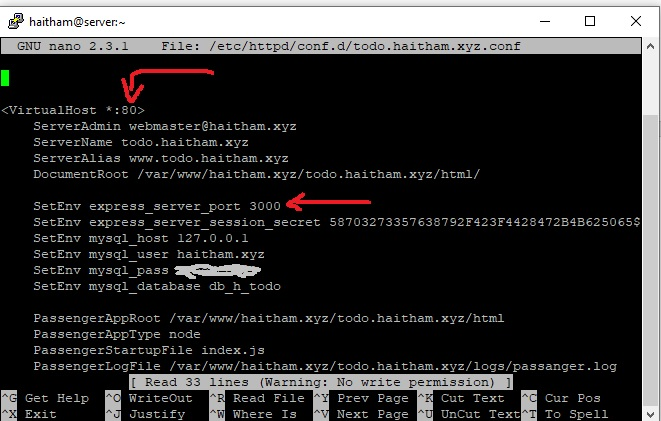 haitham@server:~
GNU nano 2.3.1 File: /etc/httpd/conf.d/todo.haitham.xyz.conf
<VirtualHost *:80>
ServerAdmin webmaster@haitham.xyz
ServerName todo.haitham.xyz
ServerAlias www.todo.haitham.xyz
DocumentRoot /var/www/haitham.xyz/todo.haitham.xyz/html/
SetEnv express_server_port 3000
SetEnv express_server_session_secret 58703273357638792F423F4428472B4B625065$
SetEnv mysql_host 127.0.0.1
SetEnv mysql_user haitham.xyz
SetEnv mysql_pass
SetEnv mysql_database db_h_todo
PassengerAppRoot /var/www/haitham.xyz/todo.haitham.xyz/html
PassengerAppType node
PassengerStartupFile index.js
PassengerLogFile /var/www/haitham.xyz/todo.haitham.xyz/logs/passanger.log
[ Read 33 lines (Warning: No write permission) ]
^G Get Help ^O WriteOut ^R Read File ^Y Prev Page ^K Cut Text ^C Cur Pos
^X Exit ^J Justify ^W Where Is ^V Next Page ^U UnCut Text ^T To Spell